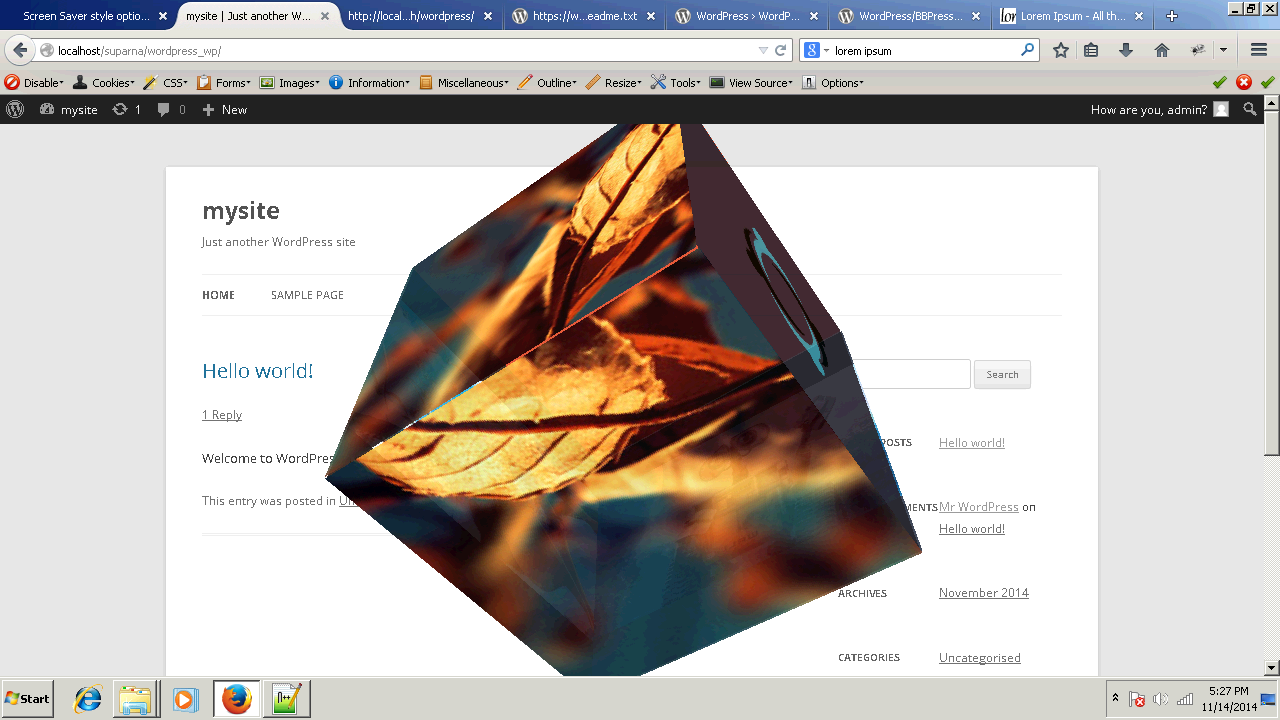 Screen Saver style optio...
mysite | Just another W...
http://local...h/wordpress/
https://w...eadme.txt
WordPress › WordP...
WordPress/BBPress...
Lorem Ipsum - All th...
localhost/suparna/wordpress_wp/
lorem ipsum
Disable
Cookies
CSS
Forms
Images
Information
Miscellaneous
Outline
Resize
Tools
View Source
Options
mysite
1
0
New
How are you, admin?
mysite
Just another WordPress site
HOME
SAMPLE PAGE
Hello world!
Search
1 Reply
POSTS
Hello world!
Welcome to WordPres
This entry was posted in Un
MENTS
Mr WordPress on
Hello world!
ARCHIVES
November 2014
CATEGORIES
Uncategorised
Start
5:27 PM
11/14/2014